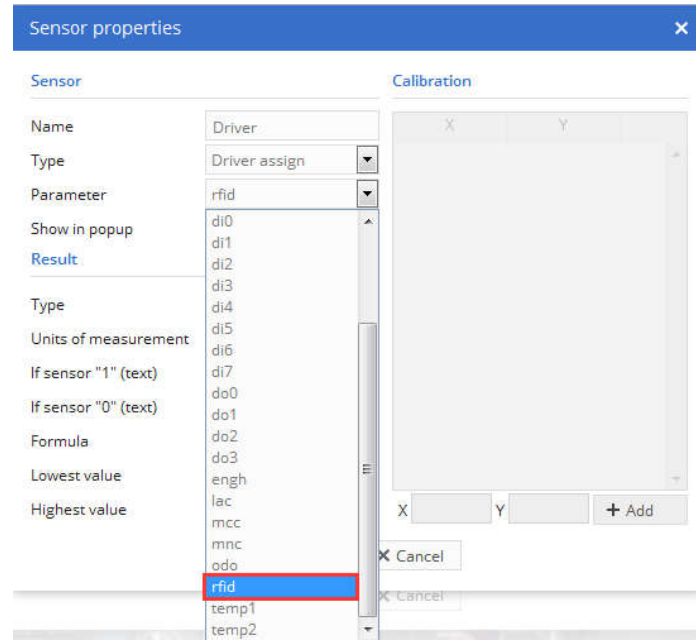 Sensor properties
Sensor
Calibration
Name
Driver
X Y
Type
Driver assign
Parameter
rfid
Show in popup
di0
di1
Result
di2
di3
Type
di4
Units of measurement
di5
di6
If sensor "1" (text)
di7
do0
If sensor "0" (text)
do1
do2
Formula
do3
Lowest value
engh
lac
Highest value
X Y + Add
mcc
mnc
Cancel
odo
rfid
Cancel
temp1
temp2